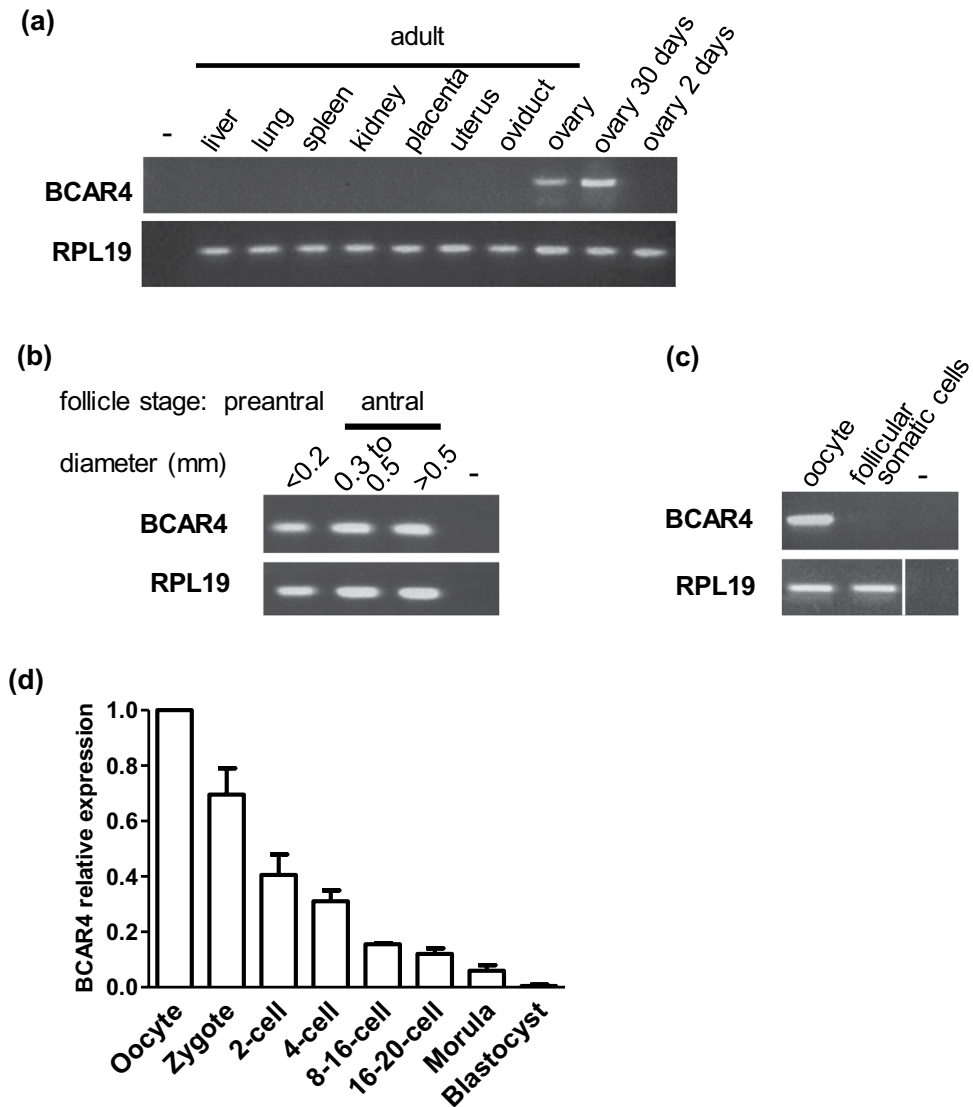 (a)
adult
- liver lung spleen kidney placenta uterus oviduct ovary ovary 30 days ovary 2 days
BCAR4
RPL19
(b)
follicle stage: preantral antral
diameter (mm) <0.2 0.3 to 0.5 >0.5 -
BCAR4
RPL19
(c)
oocyte follicular somatic cells -
BCAR4
RPL19
(d)
BCAR4 relative expression
1.0
0.8
0.6
0.4
0.2
0.0
Oocyte Zygote 2-cell 4-cell 8-16-cell 16-20-cell Morula Blastocyst